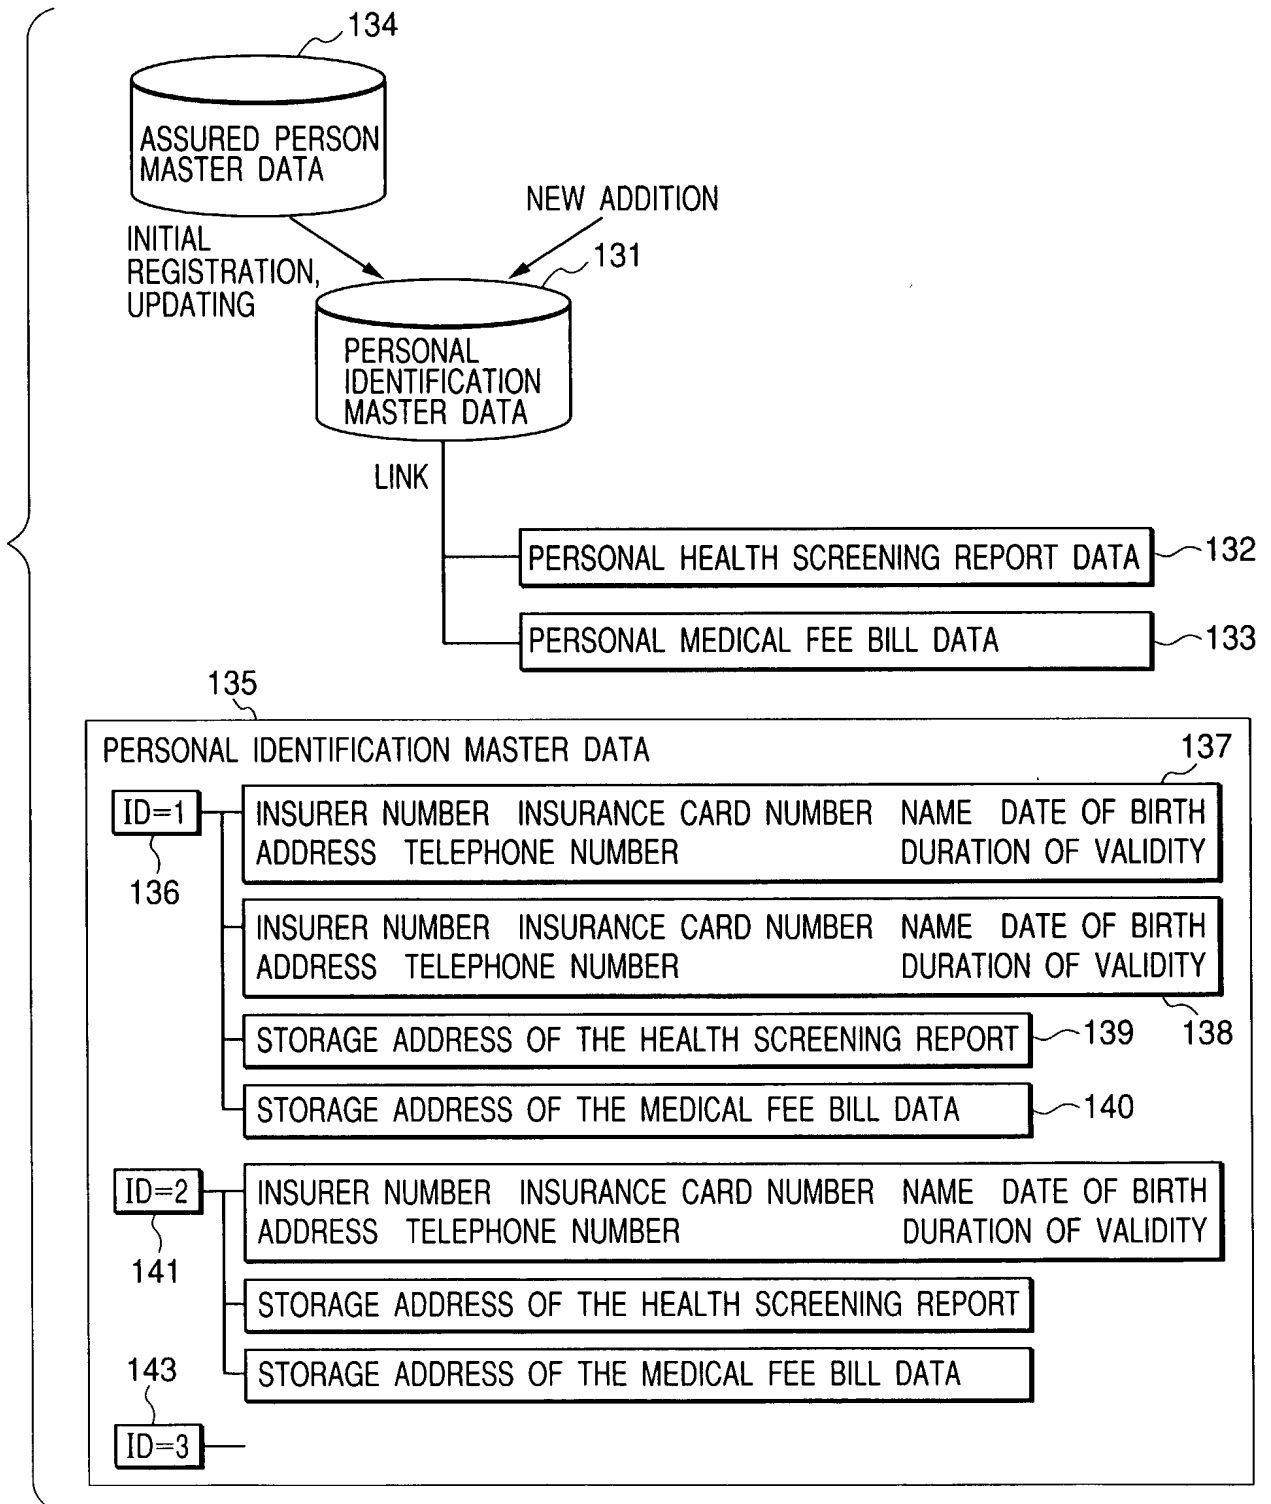 134
ASSURED PERSON
MASTER DATA
NEW ADDITION
INITIAL
REGISTRATION,
UPDATING
131
PERSONAL
IDENTIFICATION
MASTER DATA
LINK
PERSONAL HEALTH SCREENING REPORT DATA
132
PERSONAL MEDICAL FEE BILL DATA
133
135
PERSONAL IDENTIFICATION MASTER DATA
137
ID=1
136
INSURER NUMBER INSURANCE CARD NUMBER NAME DATE OF BIRTH
ADDRESS TELEPHONE NUMBER DURATION OF VALIDITY
INSURER NUMBER INSURANCE CARD NUMBER NAME DATE OF BIRTH
ADDRESS TELEPHONE NUMBER DURATION OF VALIDITY
138
STORAGE ADDRESS OF THE HEALTH SCREENING REPORT
139
STORAGE ADDRESS OF THE MEDICAL FEE BILL DATA
140
ID=2
141
INSURER NUMBER INSURANCE CARD NUMBER NAME DATE OF BIRTH
ADDRESS TELEPHONE NUMBER DURATION OF VALIDITY
STORAGE ADDRESS OF THE HEALTH SCREENING REPORT
STORAGE ADDRESS OF THE MEDICAL FEE BILL DATA
143
ID=3